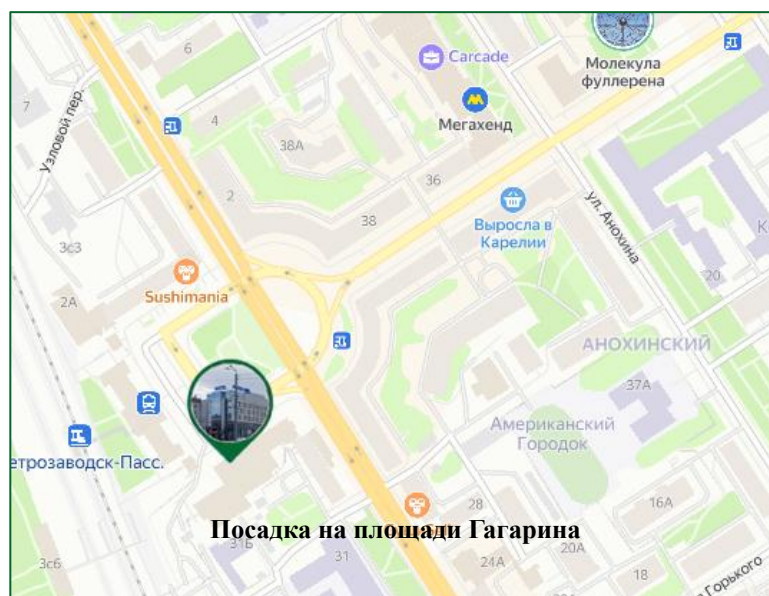 6
Carcade
Молекула
фуллерена
7
Узловой пер.
4
Мегахенд
38А
36
2
38
Выросла в
Карелии
ул. Анохина
К
3с3
20
2А
Sushimania
АНОХИНСКИЙ
37А
Американский
Городок
етрозаводск-Пасс.
28
16А
Посадка на площади Гагарина
31Б
31
20А
24А
3с6
18
Горького